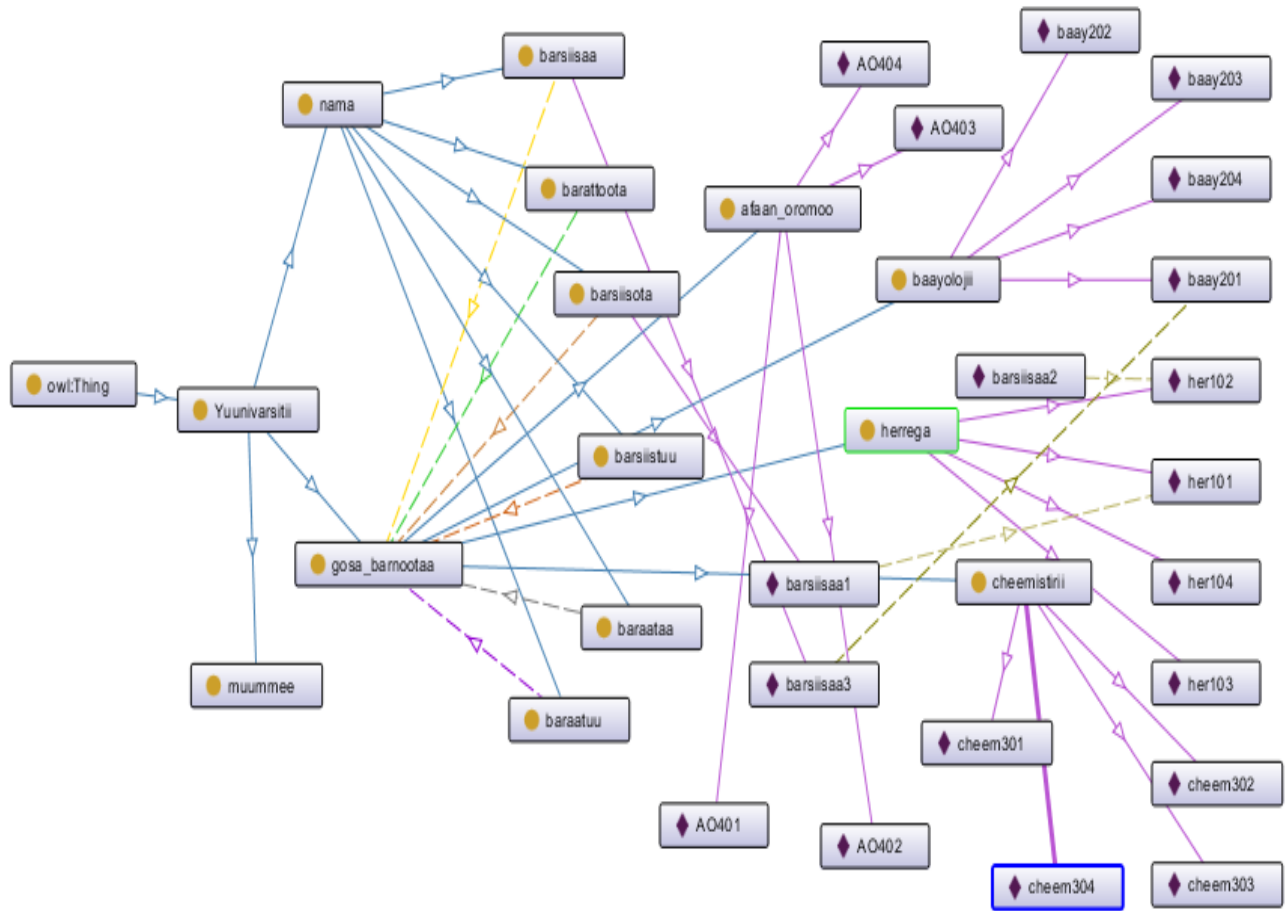 barsiisaa
baay202
AO404
baay203
nama
AO403
baay204
barattoota
afaan_oromoo
baayolojii
baay201
barsiisota
owl:Thing
barsiisaa2
her102
Yuunivarsitii
herrega
barsiistuu
her101
gosa_barnootaa
barsiisaa1
cheemistirii
her104
baraataa
muummee
barsiisaa3
her103
baraatuu
cheem301
cheem302
AO401
AO402
cheem304
cheem303